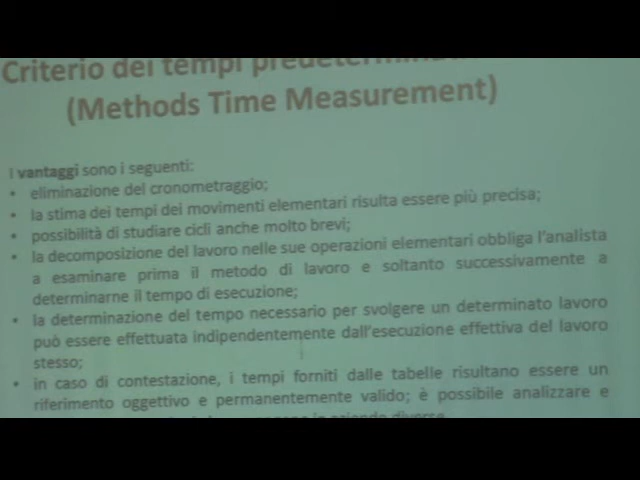 Criterio dei tempi
(Methods Time Measurement)
I vantaggi sono i seguenti:
• eliminazione del cronometraggio;
• la stima dei tempi dei movimenti elementari risulta essere più precisa;
• possibilità di studiare cicli anche molto brevi;
• la decomposizione del lavoro nelle sue operazioni elementari obbliga l'analista
a esaminare prima il metodo di lavoro e soltanto successivamente a
determinarne il tempo di esecuzione;
• la determinazione del tempo necessario per svolgere un determinato lavoro
può essere effettuata indipendentemente dall'esecuzione effettiva del lavoro
stesso;
• in caso di contestazione, i tempi forniti dalle tabelle risultano essere un
riferimento oggettivo e permanentemente valido; è possibile analizzare e